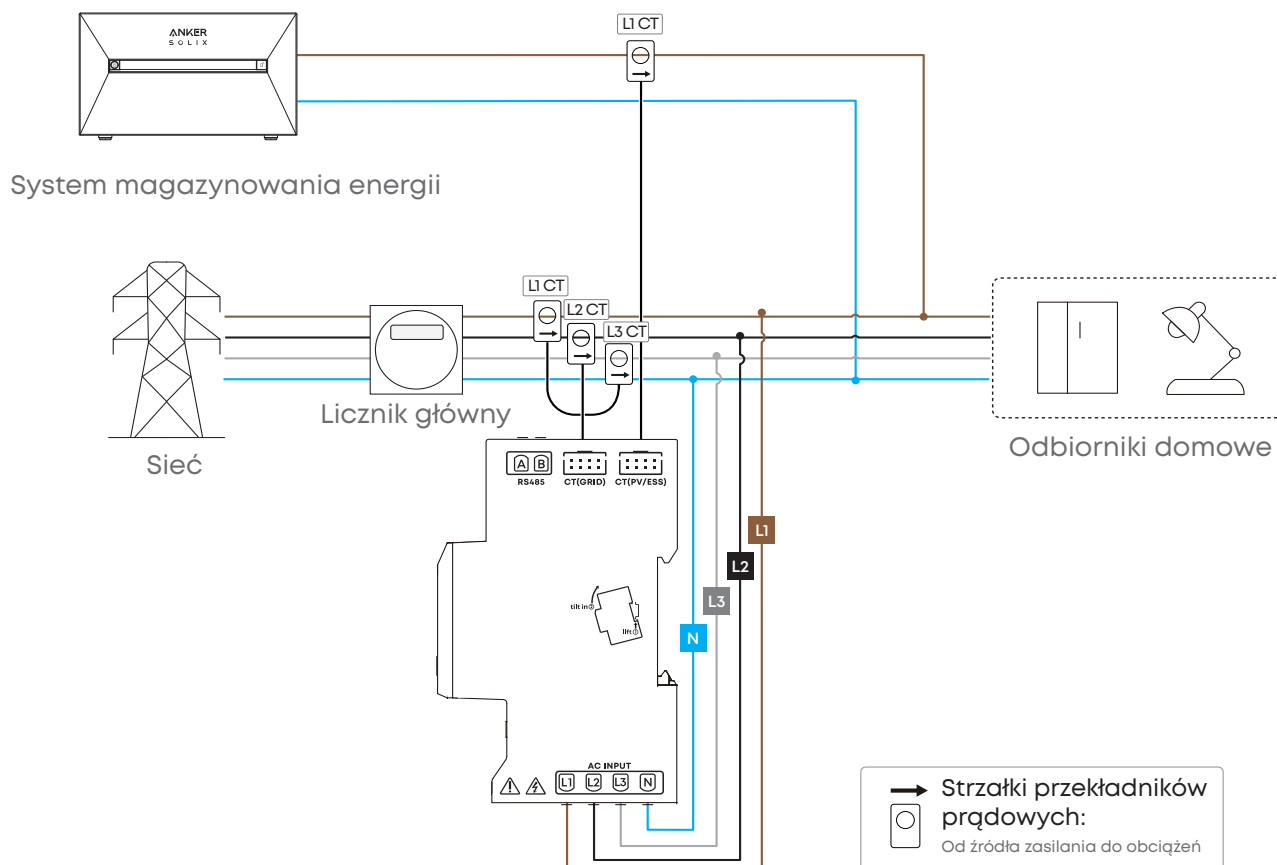 ANKER
SOLIX
L1 CT
System magazynowania energii
L1 CT
L2 CT
L3 CT
Licznik główny
Sieć
Odbiorniki domowe
A B
RS485 CT(GRID) CT(PV/ESS)
L1
L2
L3
N
tilt in②
lift①
AC INPUT
L1 L2 L3 N
Strzałki przekładników
prądowych:
Od źródła zasilania do obciążeń